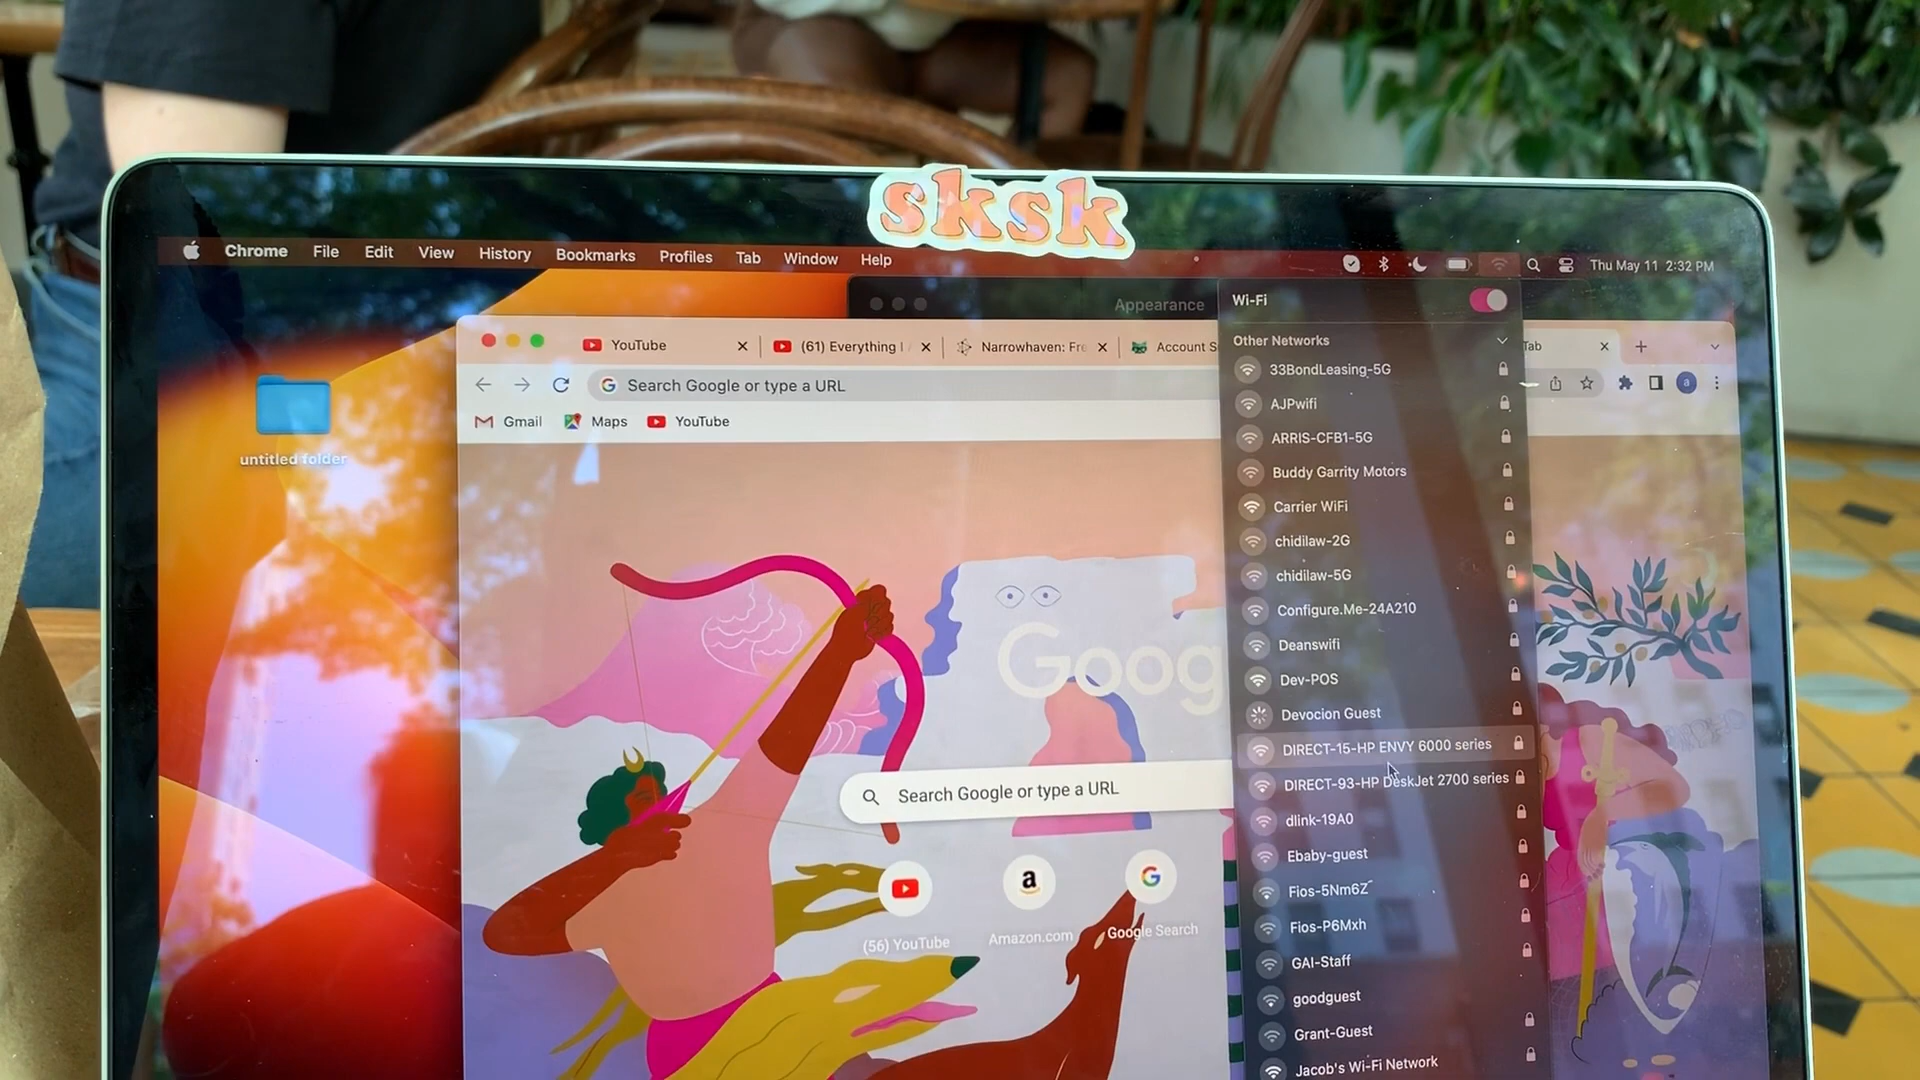 sksk
Chrome File Edit View History Bookmarks Profiles Tab Window Help
Thu May 11 2:32 PM
Appearance
Wi-Fi
YouTube
(61) Everything I
Narrowhaven: Fre
Account S
Tab
Other Networks
Search Google or type a URL
a
Gmail Maps YouTube
untitled folder
33BondLeasing-5G
AJPwifi
ARRIS-CFB1-5G
Buddy Garrity Motors
Carrier WiFi
chidilaw-2G
chidilaw-5G
Configure.Me-24A210
Deanswifi
Dev-POS
Devocion Guest
DIRECT-15-HP ENVY 6000 series
DIRECT-93-HP DeskJet 2700 series
dlink-19A0
Ebaby-guest
Fios-5Nm6Z
Fios-P6Mxh
GAI-Staff
goodguest
Grant-Guest
Jacob's Wi-Fi Network
Goog
Search Google or type a URL
a
G
(56) YouTube
Amazon.com
Google Search